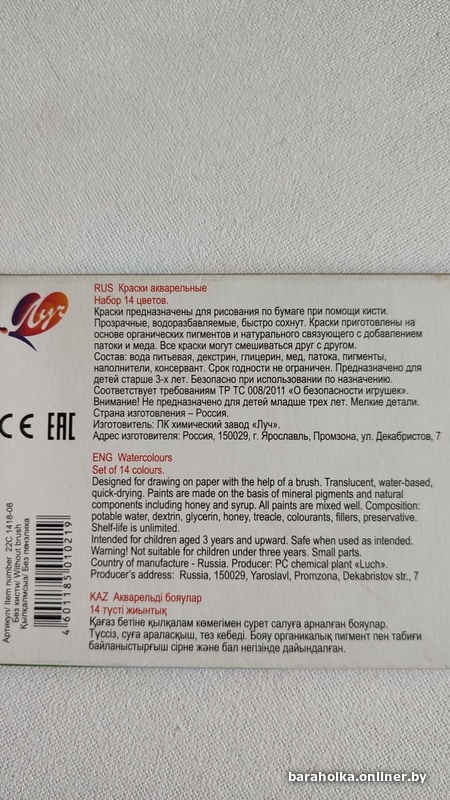 Луч
RUS Краски акварельные
Набор 14 цветов.
Краски предназначены для рисования по бумаге при помощи кисти.
Прозрачные, водоразбавляемые, быстро сохнут. Краски приготовлены на
основе органических пигментов и натурального связующего с добавлением
патоки и меда. Все краски могут смешиваться друг с другом.
Состав: вода питьевая, декстрин, глицерин, мед, патока, пигменты,
наполнители, консервант. Срок годности не ограничен. Предназначено для
детей старше 3-х лет. Безопасно при использовании по назначению.
Соответствует требованиям ТР ТС 008/2011 «О безопасности игрушек».
Внимание! Не предназначено для детей младше трех лет. Мелкие детали.
Страна изготовления – Россия.
Изготовитель: ПК химический завод «Луч».
Адрес изготовителя: Россия, 150029, г. Ярославль, Промзона, ул. Декабристов, 7
CE EAC
ENG Watercolours
Set of 14 colours.
Designed for drawing on paper with the help of a brush. Translucent, water-based,
quick-drying. Paints are made on the basis of mineral pigments and natural
components including honey and syrup. All paints are mixed well. Composition:
potable water, dextrin, glycerin, honey, treacle, colourants, fillers, preservative.
Shelf-life is unlimited.
Intended for children aged 3 years and upward. Safe when used as intended.
Warning! Not suitable for children under three years. Small parts.
Country of manufacture - Russia. Producer: PC chemical plant «Luch».
Producer's address: Russia, 150029, Yaroslavl, Promzona, Dekabristov str., 7
KAZ Акварельді бояулар
14 түсті жиынтық
Қағаз бетіне қылқалам көмегімен сурет салуға арналған бояулар.
Түссіз, суға араласқыш, тез кебеді. Бояу органикалық пигмент пен табиғи
байланыстырғыш сірне және бал негізінде дайындалған.
Артикул/ Item number 22С 1418-08
Без кисти/ Without brush
Қылқаламсыз/ Без пензлика
4 601185 010219
baraholka.onliner.by